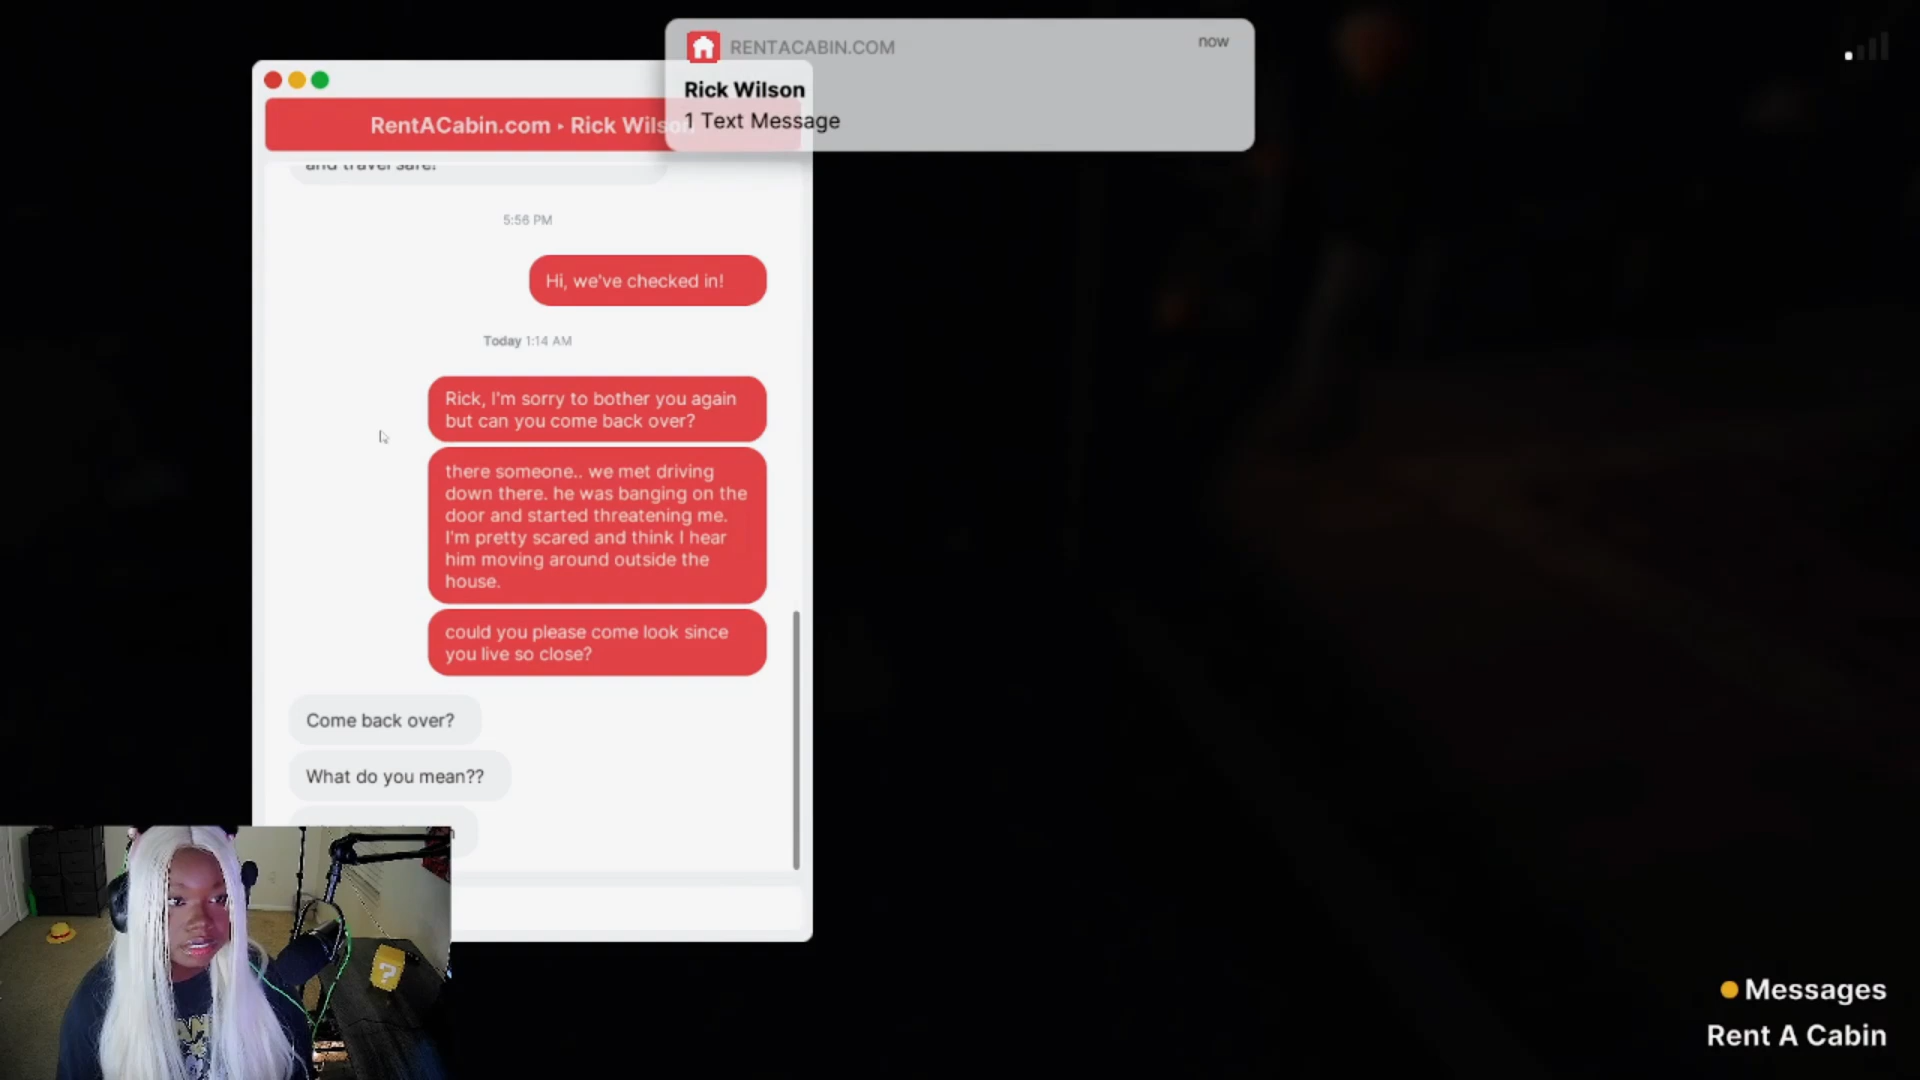 RENTACABIN.COM
now
Rick Wilson
1 Text Message
RentACabin.com • Rick Wilson
and travel safe!
5:56 PM
Hi, we've checked in!
Today 1:14 AM
Rick, I'm sorry to bother you again
but can you come back over?
there someone.. we met driving
down there. he was banging on the
door and started threatening me.
I'm pretty scared and think I hear
him moving around outside the
house.
could you please come look since
you live so close?
Come back over?
What do you mean??
?
Messages
Rent A Cabin